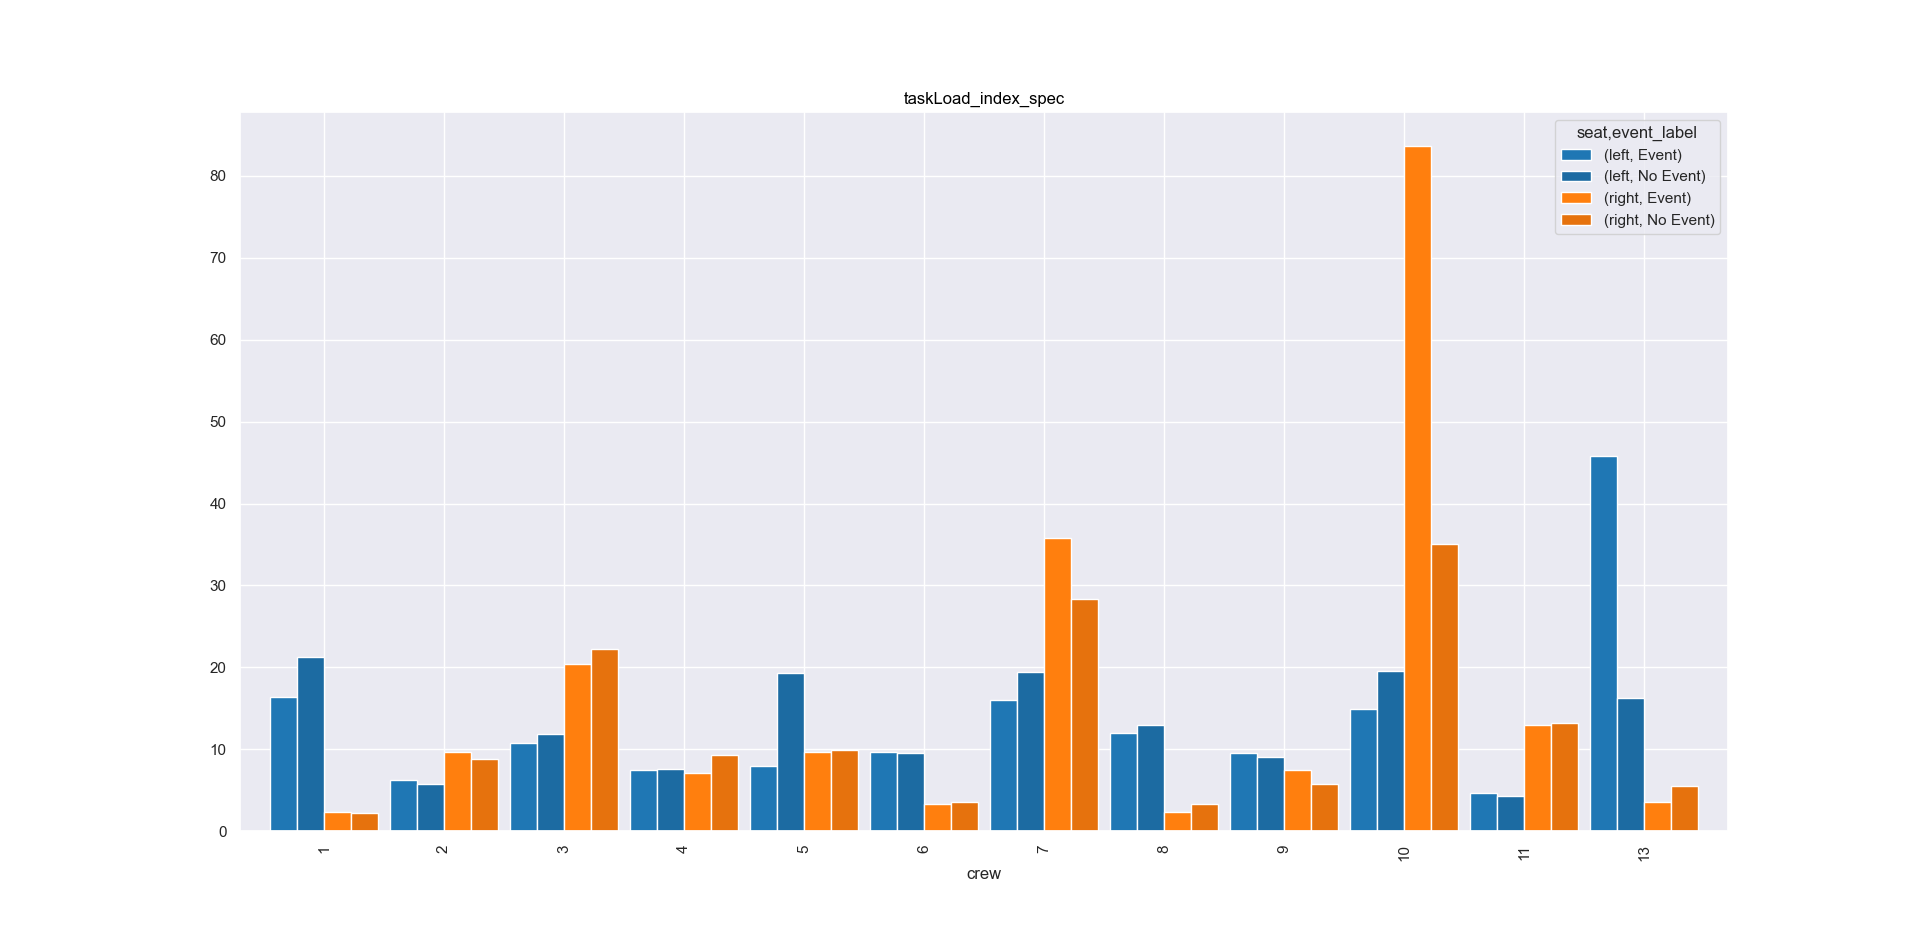 taskLoad_index_spec
seat,event_label
(left, Event)
(left, No Event)
(right, Event)
(right, No Event)
80
70
60
50
40
30
20
10
0
1 2 3 4 5 6 7 8 9 10 11 13
crew